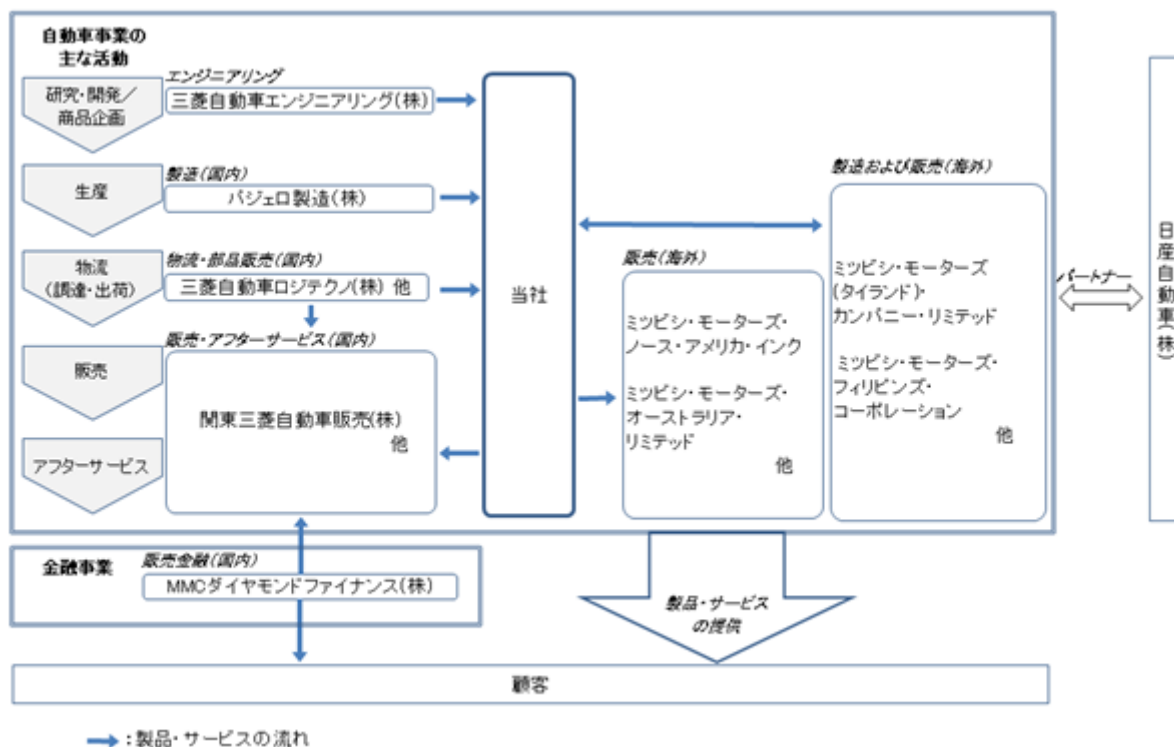 自動車事業の
主な活動
研究・開発／
商品企画
エンジニアリング
三菱自動車エンジニアリング(株)
生産
製造(国内)
パジェロ製造(株)
物流
(調達・出荷)
物流・部品販売(国内)
三菱自動車ロジテクノ(株) 他
販売
アフターサービス
販売・アフターサービス(国内)
関東三菱自動車販売(株)
他
当社
販売(海外)
ミツビシ・モーターズ・
ノース・アメリカ・インク
ミツビシ・モーターズ・
オーストラリア・
リミテッド
他
製造および販売(海外)
ミツビシ・モーターズ
(タイランド)・
カンパニー・リミテッド
ミツビシ・モーターズ・
フィリピンズ・
コーポレーション
他
パートナー
日産自動車(株)
金融事業
販売金融(国内)
MMCダイヤモンドファイナンス(株)
製品・サービス
の提供
顧客
：製品・サービスの流れ